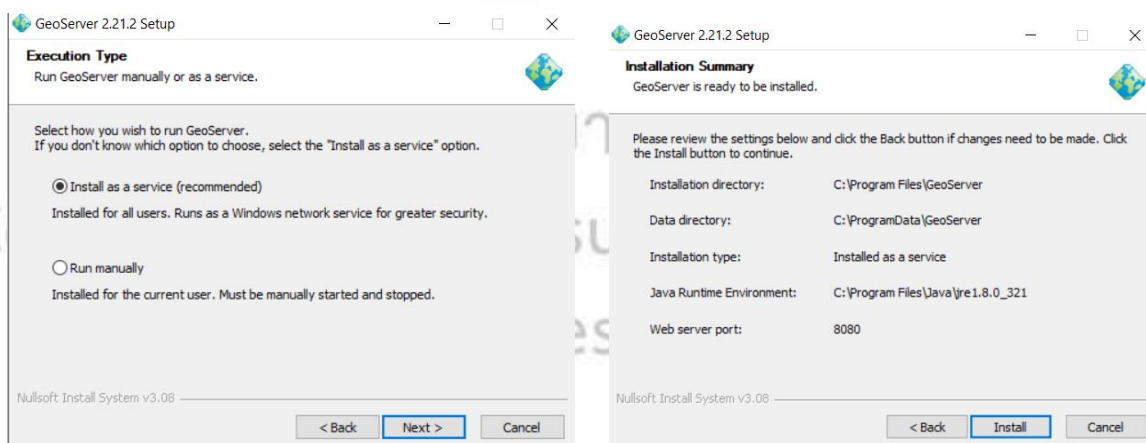 GeoServer 2.21.2 Setup
Execution Type
Run GeoServer manually or as a service.
Select how you wish to run GeoServer.
If you don't know which option to choose, select the "Install as a service" option.
Install as a service (recommended)
Installed for all users. Runs as a Windows network service for greater security.
Run manually
Installed for the current user. Must be manually started and stopped.
Nullsoft Install System v3.08
< Back Next > Cancel
GeoServer 2.21.2 Setup
Installation Summary
GeoServer is ready to be installed.
Please review the settings below and click the Back button if changes need to be made. Click
the Install button to continue.
Installation directory: C:\Program Files\GeoServer
Data directory: C:\ProgramData\GeoServer
Installation type: Installed as a service
Java Runtime Environment: C:\Program Files\Java\jre1.8.0_321
Web server port: 8080
Nullsoft Install System v3.08
< Back Install Cancel